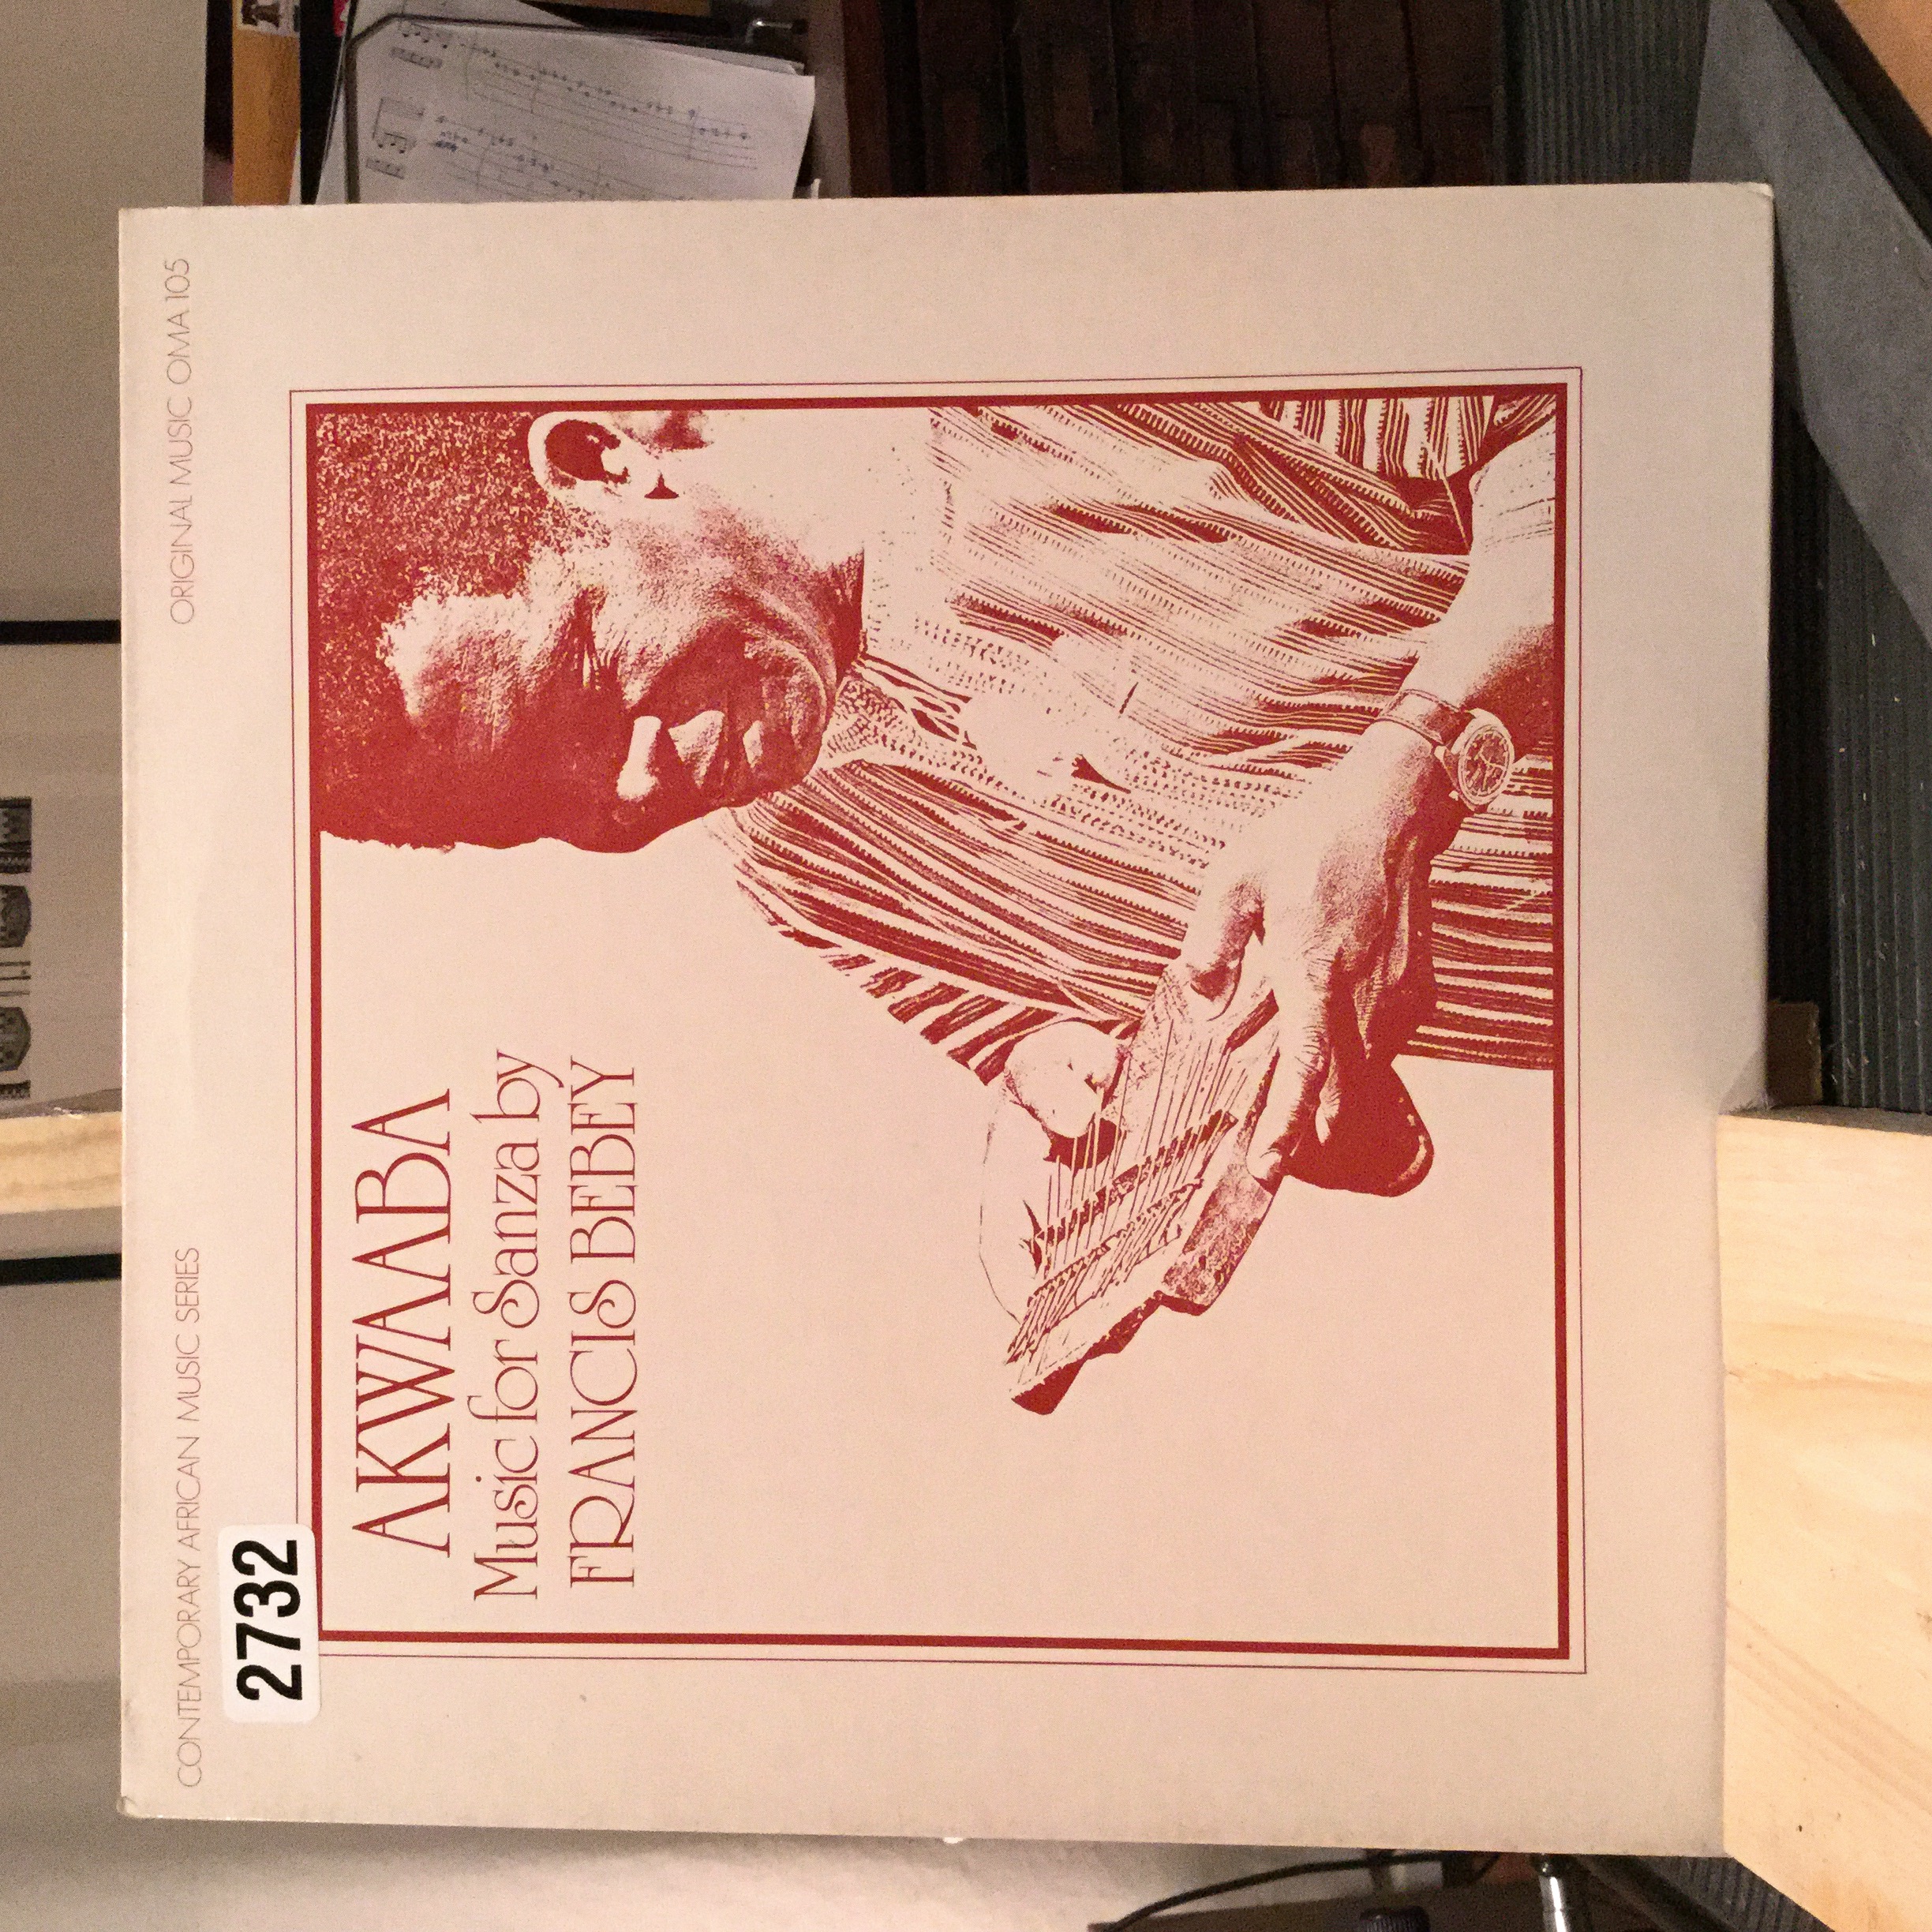 CONTEMPORARY AFRICAN MUSIC SERIES
ORIGINAL MUSIC OMA 105
2732
AKWAABA
Music for Sanza by
FRANCIS BEBEY